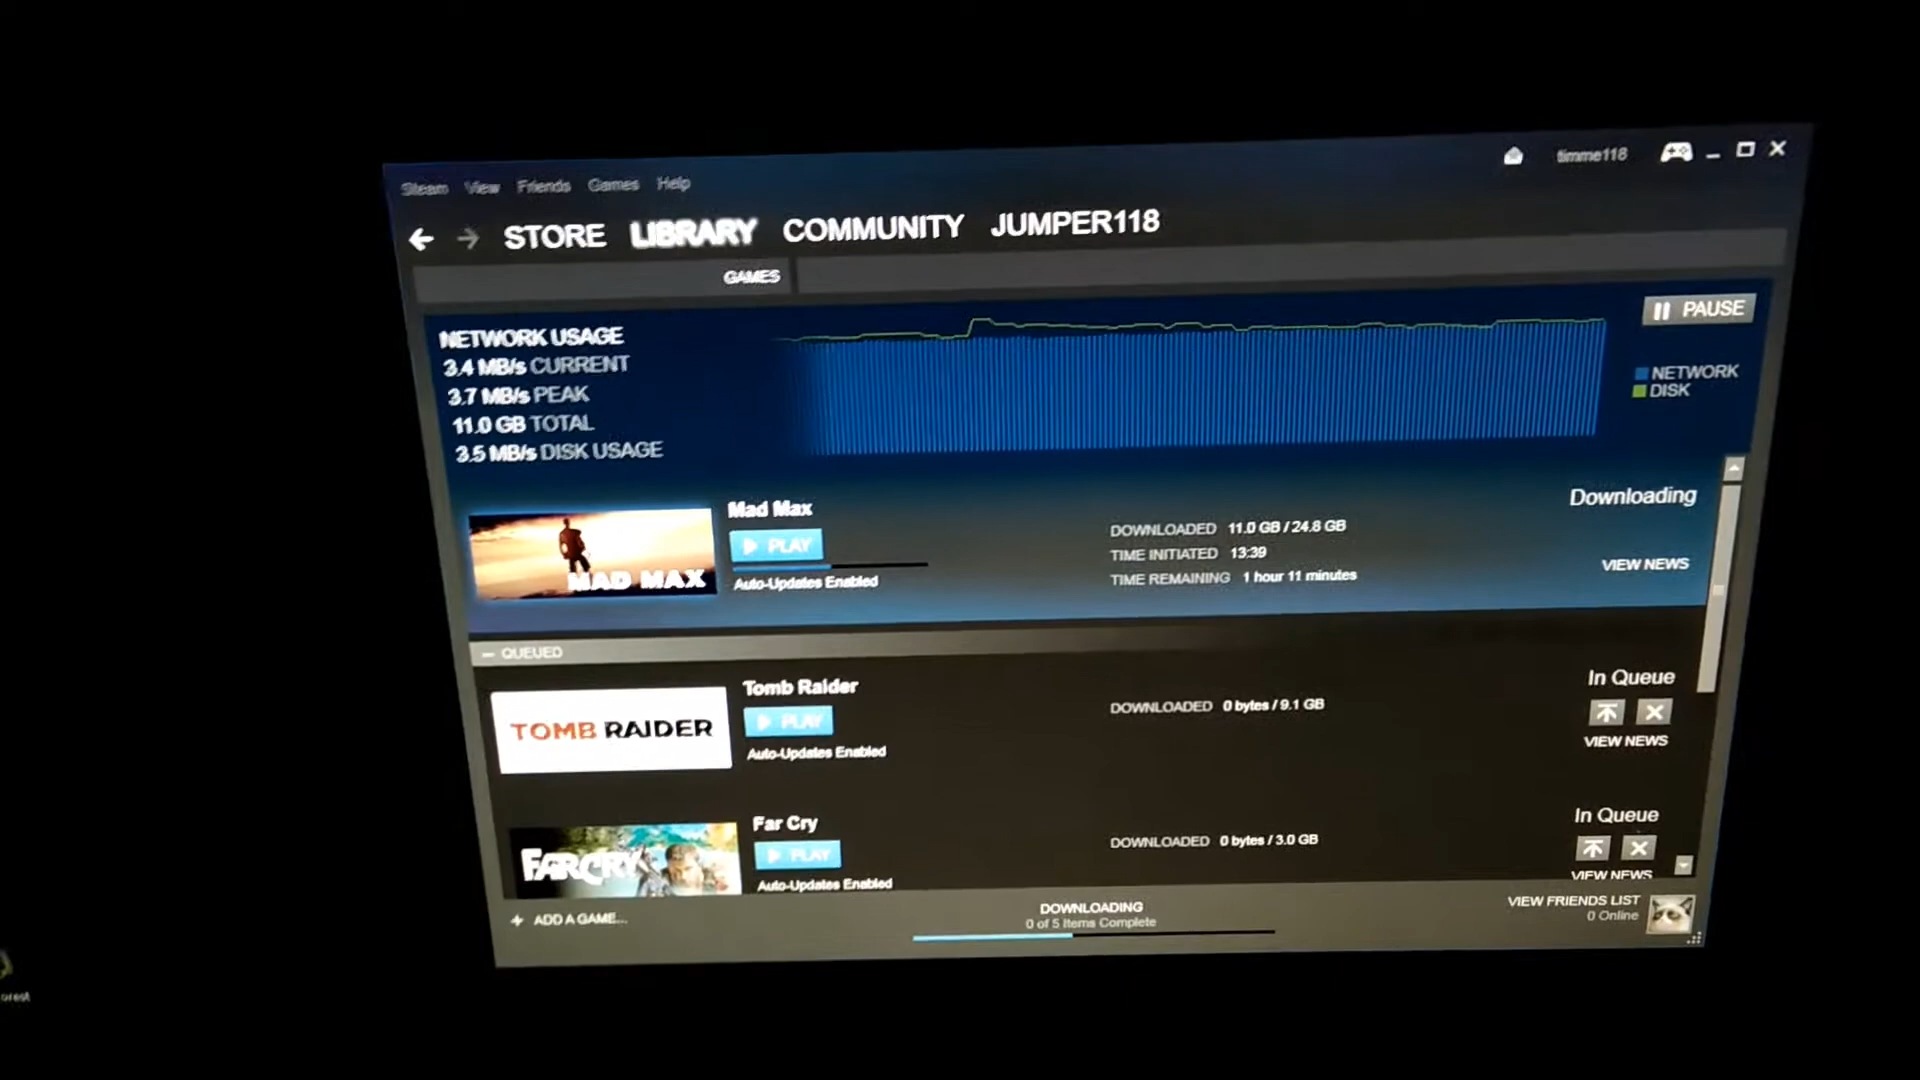 timme118
Steam View Friends Games Help
STORE LIBRARY COMMUNITY JUMPER118
GAMES
PAUSE
NETWORK USAGE
3.4 MB/s CURRENT
3.7 MB/s PEAK
11.0 GB TOTAL
3.5 MB/s DISK USAGE
NETWORK
DISK
MAD MAX
Mad Max
PLAY
Auto-Updates Enabled
DOWNLOADED 11.0 GB / 24.8 GB
TIME INITIATED 13:39
TIME REMAINING 1 hour 11 minutes
Downloading
VIEW NEWS
QUEUED
TOMB RAIDER
Tomb Raider
PLAY
Auto-Updates Enabled
DOWNLOADED 0 bytes / 9.1 GB
In Queue
VIEW NEWS
FARCRY
Far Cry
PLAY
Auto-Updates Enabled
DOWNLOADED 0 bytes / 3.0 GB
In Queue
VIEW NEWS
ADD A GAME...
DOWNLOADING
0 of 5 Items Complete
VIEW FRIENDS LIST
0 Online
orest